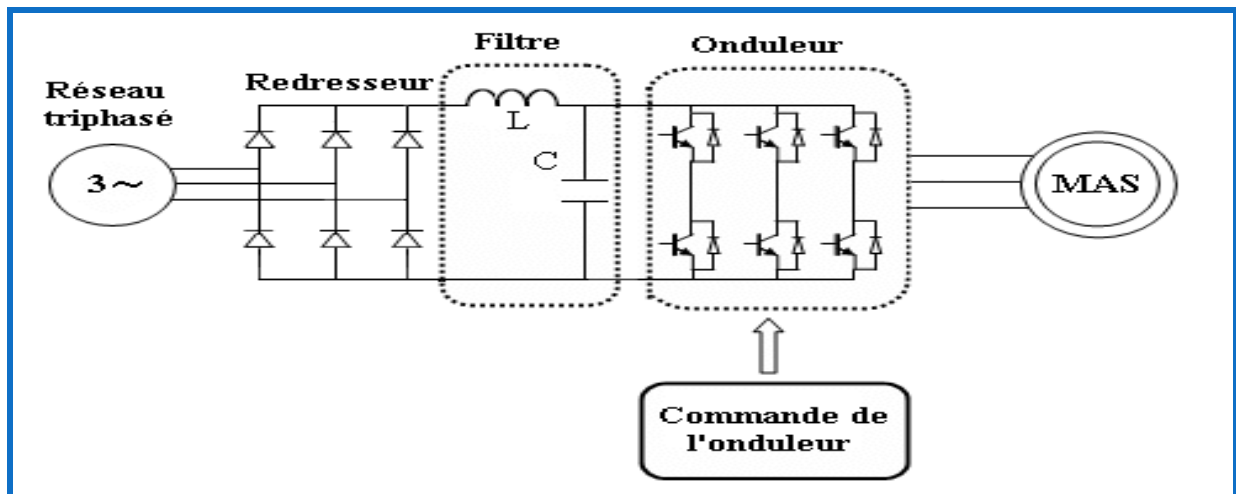 Filtre
Onduleur
Redresseur
Réseau
triphasé
L
C
3~
MAS
Commande de
l'onduleur